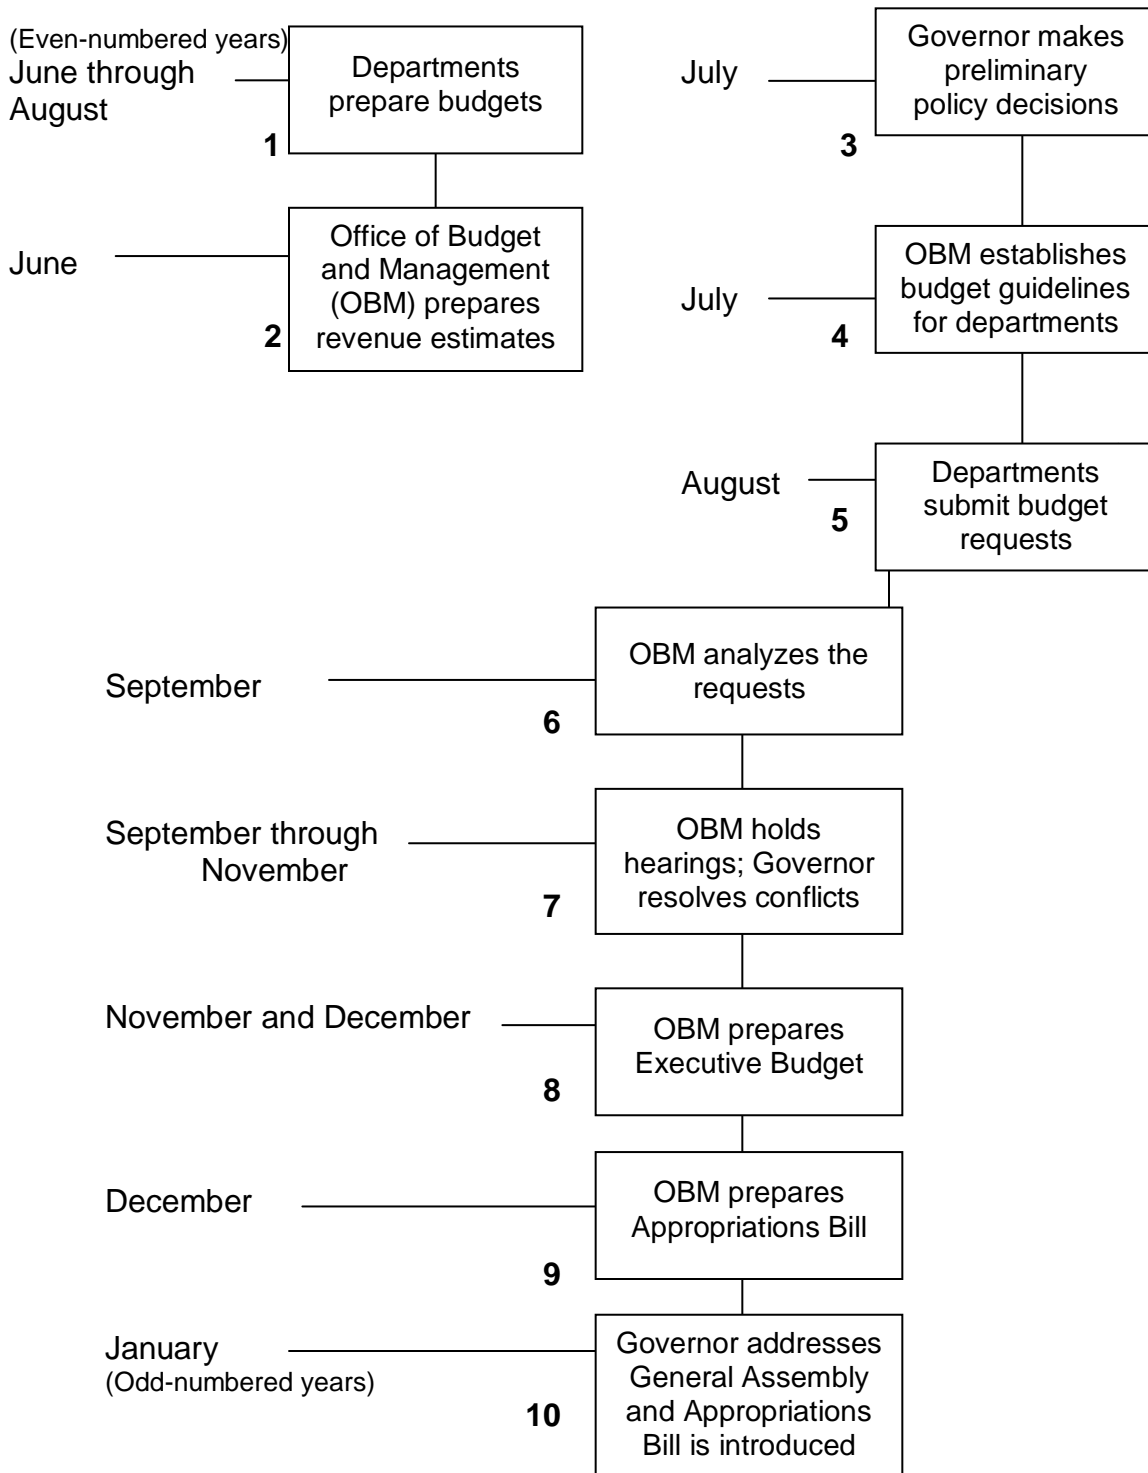 (Even-numbered years)
June through
August
1
Departments
prepare budgets
June
2
Office of Budget
and Management
(OBM) prepares
revenue estimates
July
3
Governor makes
preliminary
policy decisions
July
4
OBM establishes
budget guidelines
for departments
August
5
Departments
submit budget
requests
September
6
OBM analyzes the
requests
September through
November
7
OBM holds
hearings; Governor
resolves conflicts
November and December
8
OBM prepares
Executive Budget
December
9
OBM prepares
Appropriations Bill
January
(Odd-numbered years)
10
Governor addresses
General Assembly
and Appropriations
Bill is introduced